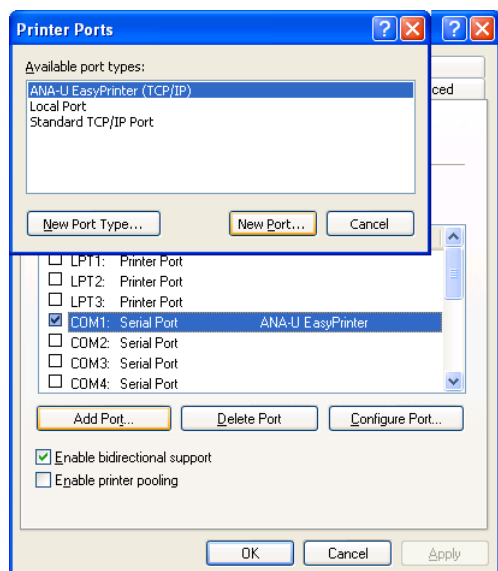 Printer Ports
Available port types:
ANA-U EasyPrinter (TCP/IP)
Local Port
Standard TCP/IP Port
New Port Type... New Port... Cancel
ced
LPT1: Printer Port
LPT2: Printer Port
LPT3: Printer Port
COM1: Serial Port ANA-U EasyPrinter
COM2: Serial Port
COM3: Serial Port
COM4: Serial Port
Add Port... Delete Port Configure Port...
Enable bidirectional support
Enable printer pooling
OK Cancel Apply